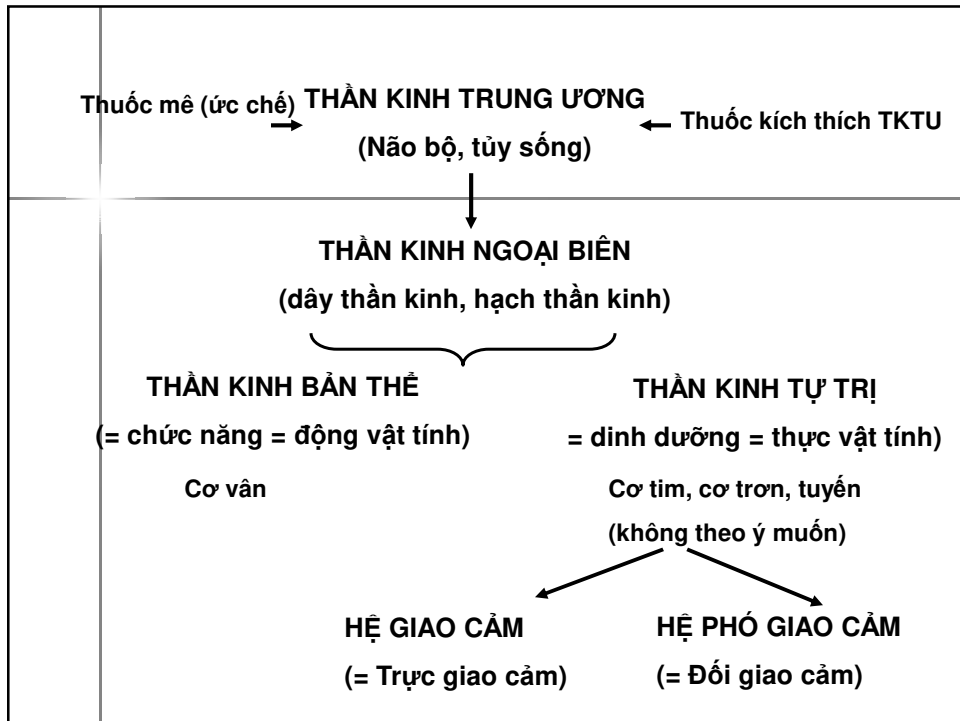 Thuốc mê (ức chế) THẦN KINH TRUNG ƯƠNG Thuốc kích thích TKTU
(Não bộ, tủy sống)
THẦN KINH NGOẠI BIÊN
(dây thần kinh, hạch thần kinh)
THẦN KINH BẢN THỂ
(= chức năng = động vật tính)
Cơ vân
THẦN KINH TỰ TRỊ
= dinh dưỡng = thực vật tính)
Cơ tim, cơ trơn, tuyến
(không theo ý muốn)
HỆ GIAO CẢM
(= Trực giao cảm)
HỆ PHÓ GIAO CẢM
(= Đối giao cảm)